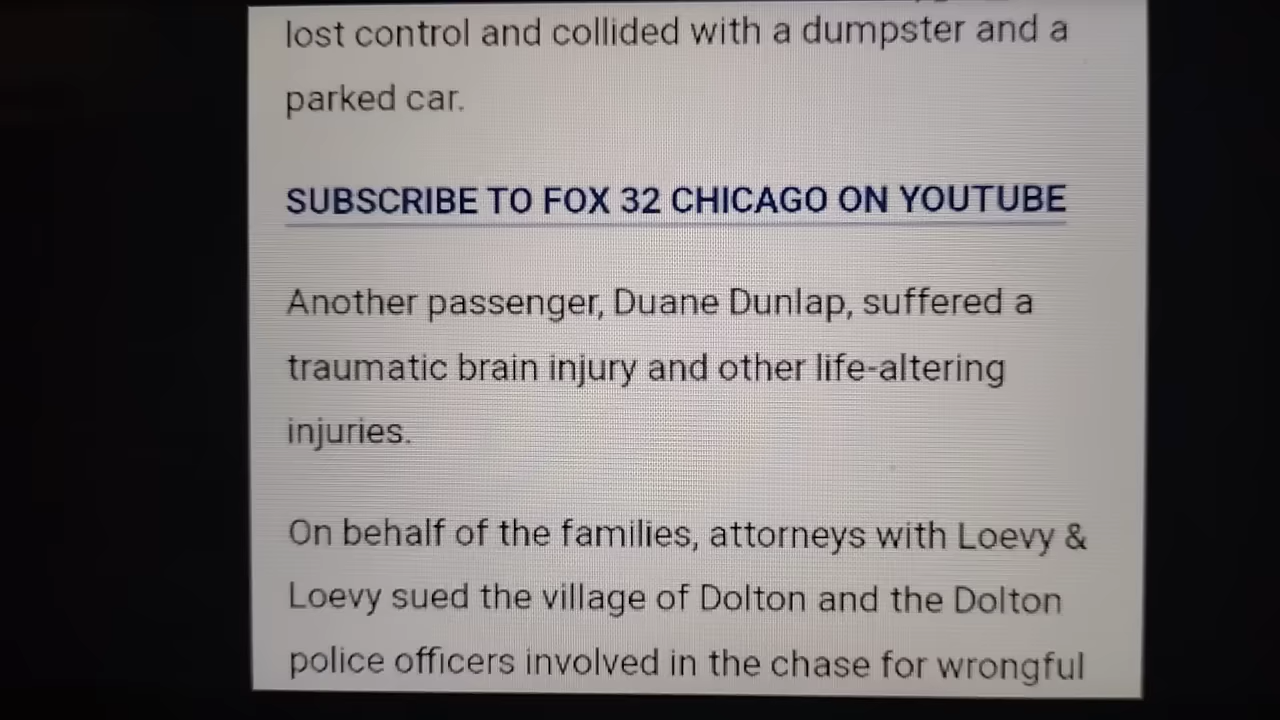 lost control and collided with a dumpster and a
parked car.
SUBSCRIBE TO FOX 32 CHICAGO ON YOUTUBE
Another passenger, Duane Dunlap, suffered a
traumatic brain injury and other life-altering
injuries.
On behalf of the families, attorneys with Loevy &
Loevy sued the village of Dolton and the Dolton
police officers involved in the chase for wrongful